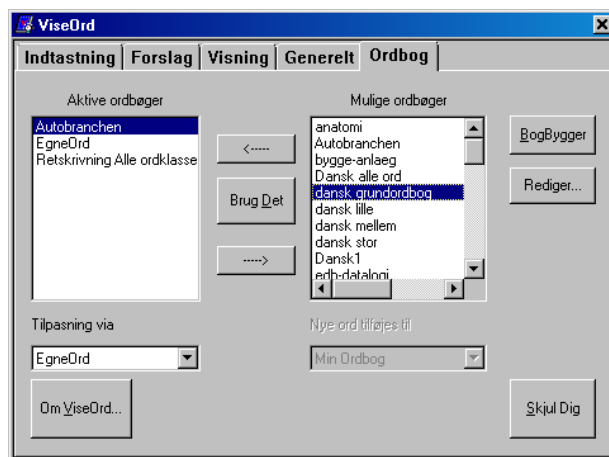 ViseOrd
Indtastning Forslag Visning Generelt Ordbog
Aktive ordbøger
Autobranchen
EgneOrd
Retskrivning Alle ordklasse
<-----
Brug Det
----->
Mulige ordbøger
anatomi
Autobranchen
bygge-anlaeg
Dansk alle ord
dansk grundordbog
dansk lille
dansk mellem
dansk stor
Dansk1
edb-datalogi
BogBygger
Rediger...
Tilpasning via
EgneOrd
Nye ord tilføjes til
Min Ordbog
Om ViseOrd...
Skjul Dig